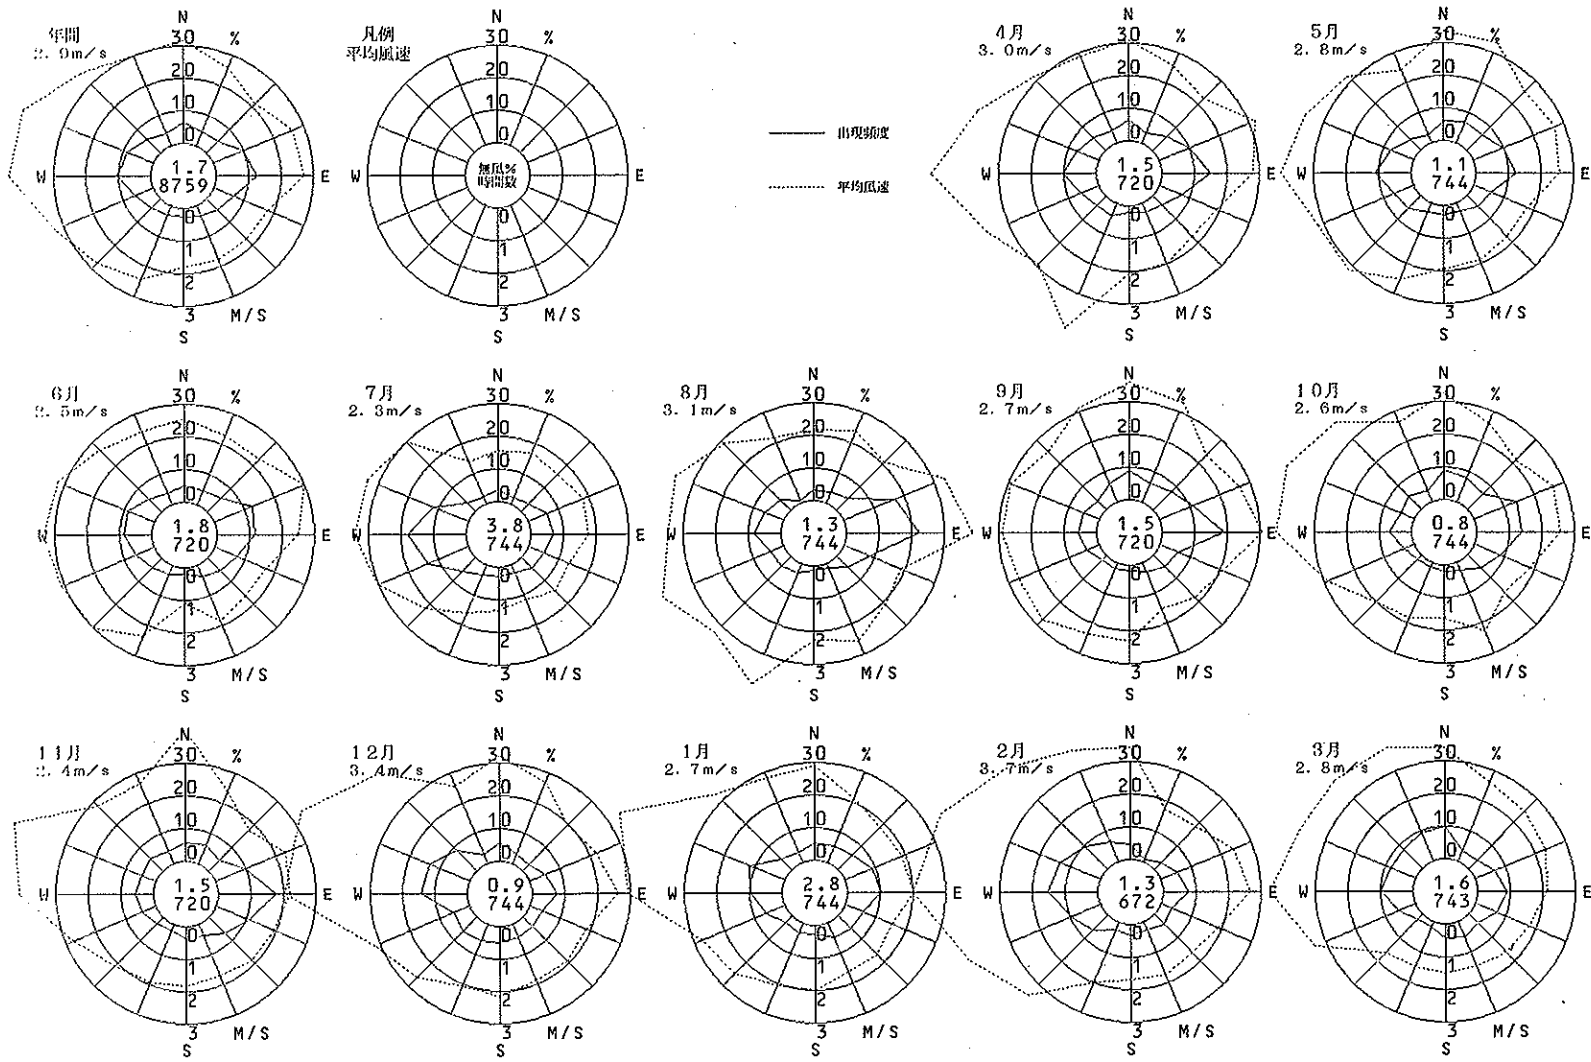 年間
2.9m/s
N
30 %
20
10
0
1.7
8759
W
E
0
1
2
3 M/S
S
凡例
平均風速
N
30 %
20
10
0
無風%
時間数
W
E
0
1
2
3 M/S
S
出現頻度
平均風速
4月
3.0m/s
N
30 %
20
10
0
1.5
720
W
E
0
1
2
3 M/S
S
5月
2.8m/s
N
30 %
20
10
0
1.1
744
W
E
0
1
2
3 M/S
S
6月
2.5m/s
N
30 %
20
10
0
1.8
720
W
E
0
1
2
3 M/S
S
7月
2.3m/s
N
30 %
20
10
0
3.8
744
W
E
0
1
2
3 M/S
S
8月
3.1m/s
N
30 %
20
10
0
1.3
744
W
E
0
1
2
3 M/S
S
9月
2.7m/s
N
30 %
20
10
0
1.5
720
W
E
0
1
2
3 M/S
S
10月
2.6m/s
N
30 %
20
10
0
0.8
744
W
E
0
1
2
3 M/S
S
11月
2.4m/s
N
30 %
20
10
0
1.5
720
W
E
0
1
2
3 M/S
S
12月
3.4m/s
N
30 %
20
10
0
0.9
744
W
E
0
1
2
3 M/S
S
1月
2.7m/s
N
30 %
20
10
0
2.8
744
W
E
0
1
2
3 M/S
S
2月
3.7m/s
N
30 %
20
10
0
1.3
672
W
E
0
1
2
3 M/S
S
3月
2.8m/s
N
30 %
20
10
0
1.6
743
W
E
0
1
2
3 M/S
S